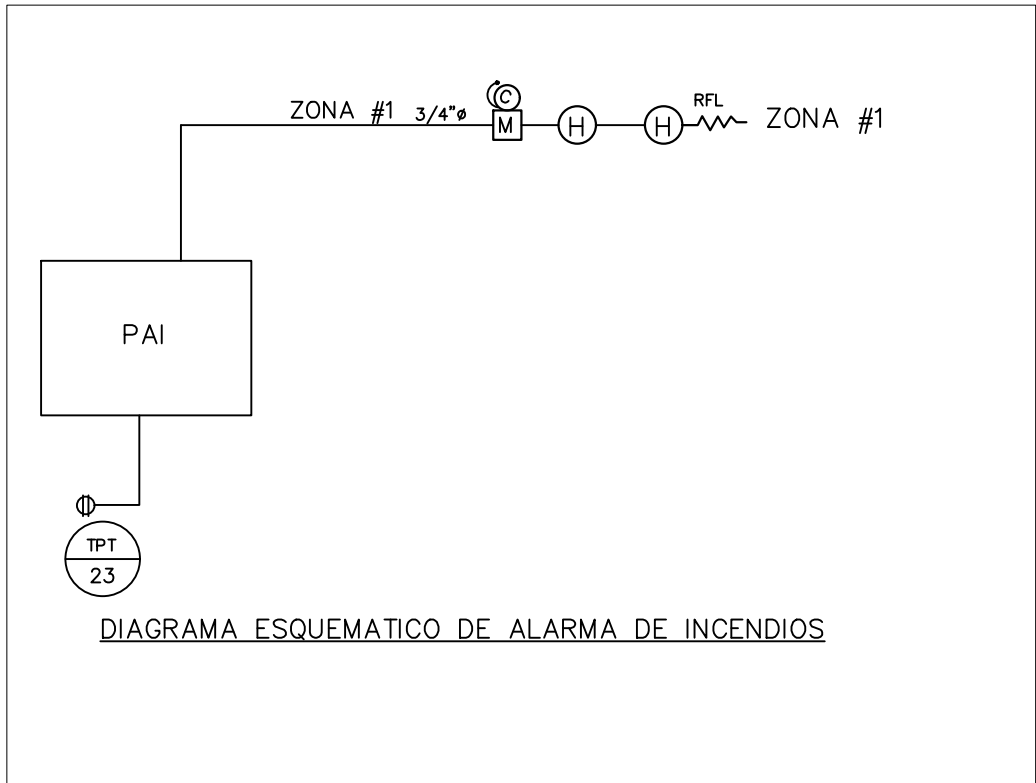 C
RFL
ZONA #1 3/4"ø M H H ZONA #1
PAI
TPT
23
DIAGRAMA ESQUEMATICO DE ALARMA DE INCENDIOS